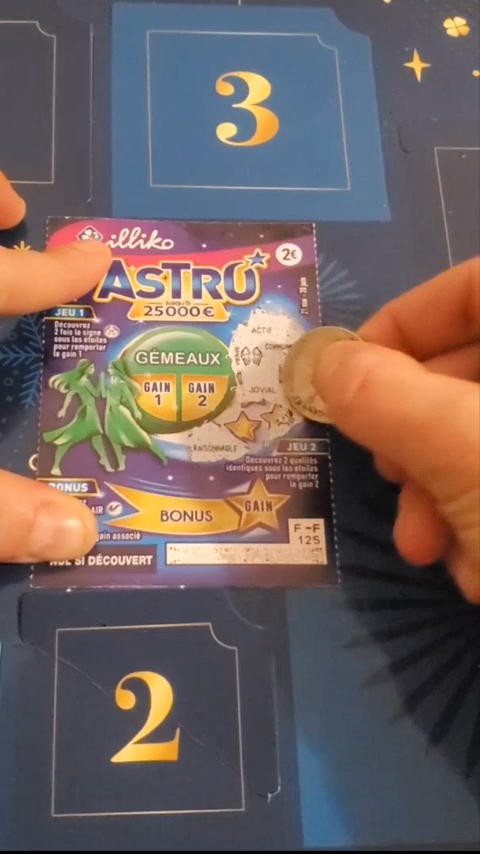 3
illiko
ASTRO
2€
JUSQU'À
25000€
JEU 1
Découvrez
2 fois le signe
sous les étoiles
pour remporter
le gain 1
GÉMEAUX
GAIN
1
GAIN
2
ACTIF
JOVIAL
RAISONNABLE
JEU 2
Découvrez 2 qualités
identiques sous les étoiles
pour remporter
le gain 2
BONUS
AIR
gain associé
BONUS
GAIN
F-F
125
NUL SI DÉCOUVERT
2